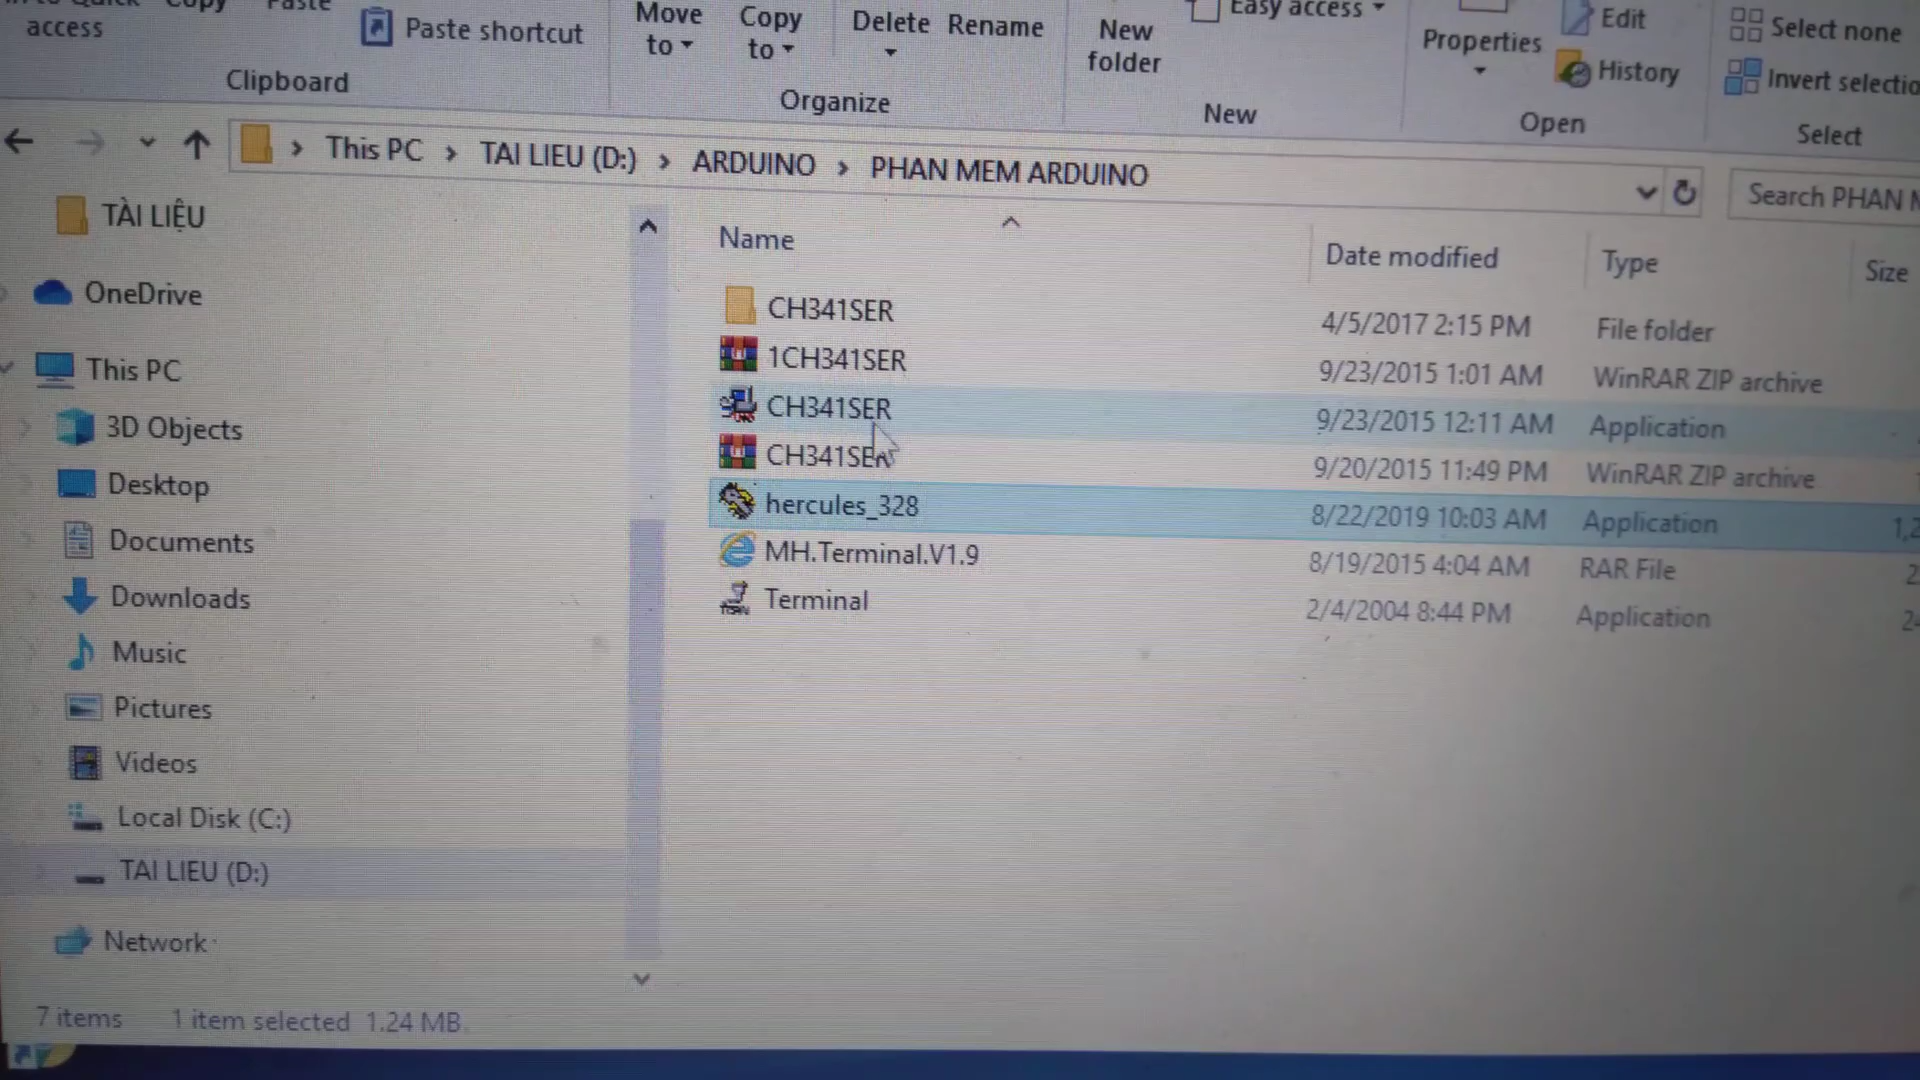 Copy
Paste
access
Paste shortcut
Clipboard
Move to
Copy to
Delete
Rename
Organize
New folder
Easy access
New
Properties
Edit
History
Open
Select none
Invert selectio
Select
This PC > TAI LIEU (D:) > ARDUINO > PHAN MEM ARDUINO
Search PHAN M
TÀI LIỆU
OneDrive
This PC
3D Objects
Desktop
Documents
Downloads
Music
Pictures
Videos
Local Disk (C:)
TAI LIEU (D:)
Network
Name Date modified Type Size
CH341SER 4/5/2017 2:15 PM File folder
1CH341SER 9/23/2015 1:01 AM WinRAR ZIP archive
CH341SER 9/23/2015 12:11 AM Application
CH341SER 9/20/2015 11:49 PM WinRAR ZIP archive
hercules_328 8/22/2019 10:03 AM Application 1,2
MH.Terminal.V1.9 8/19/2015 4:04 AM RAR File 2
Terminal 2/4/2004 8:44 PM Application 24
7 items 1 item selected 1.24 MB